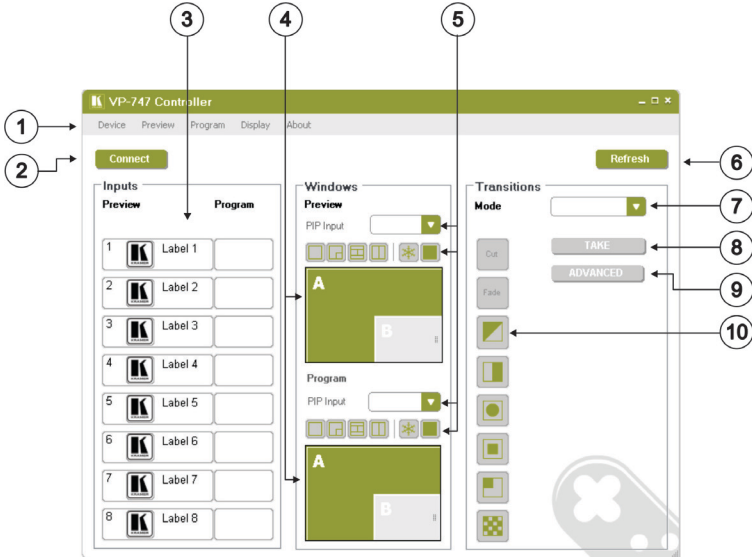 3 4 5
VP-747 Controller
1 Device Preview Program Display About
2 Connect Refresh 6
Inputs Windows Transitions
Preview Program Preview Mode 7
PIP Input
1 Label 1 Cut TAKE 8
ADVANCED 9
2 Label 2 A Fade
3 Label 3 B 10
4 Label 4
Program
5 Label 5 PIP Input
6 Label 6
7 Label 7 A
8 Label 8 B